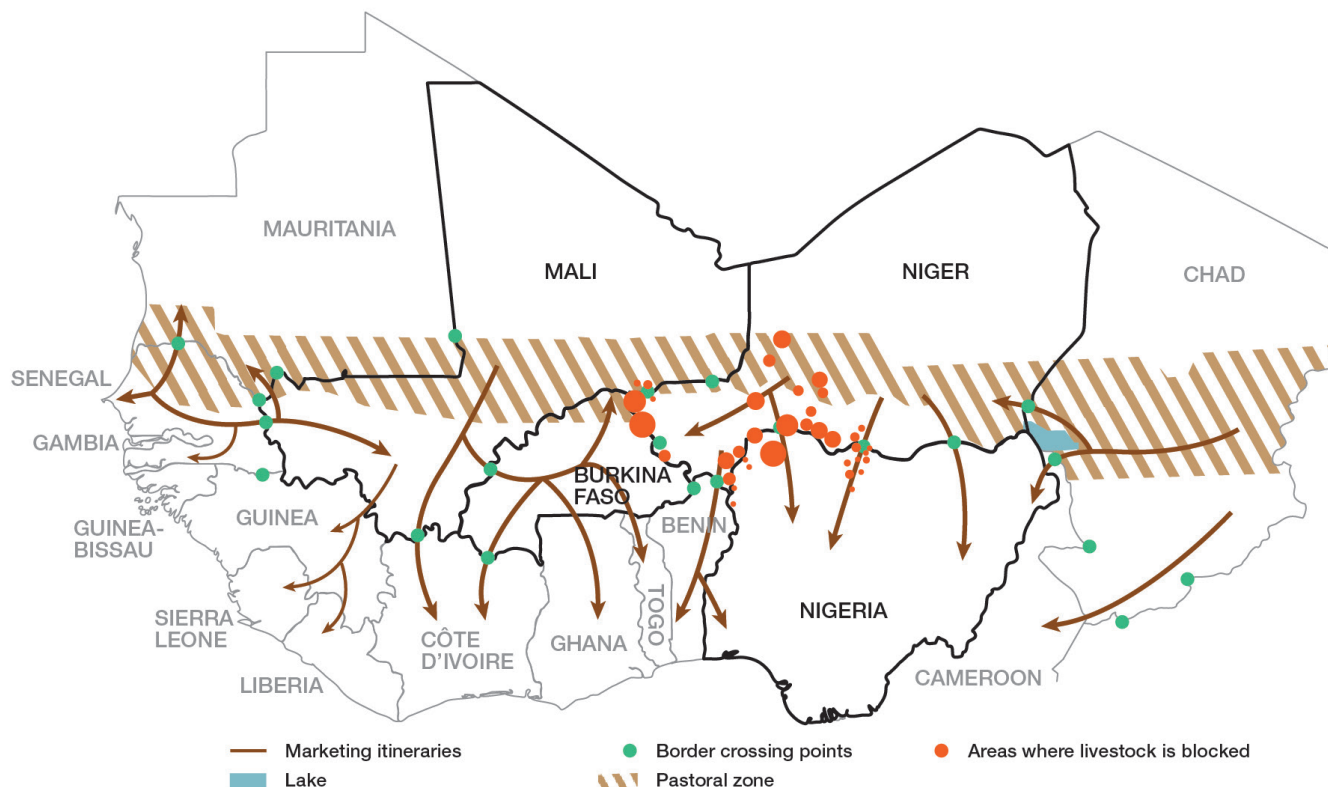 MAURITANIA
MALI
NIGER
CHAD
SENEGAL
GAMBIA
GUINEA-
BISSAU
GUINEA
BURKINA
FASO
BENIN
SIERRA
LEONE
LIBERIA
CÔTE
D'IVOIRE
GHANA
TOGO
NIGERIA
CAMEROON
Marketing itineraries
Border crossing points
Areas where livestock is blocked
Lake
Pastoral zone